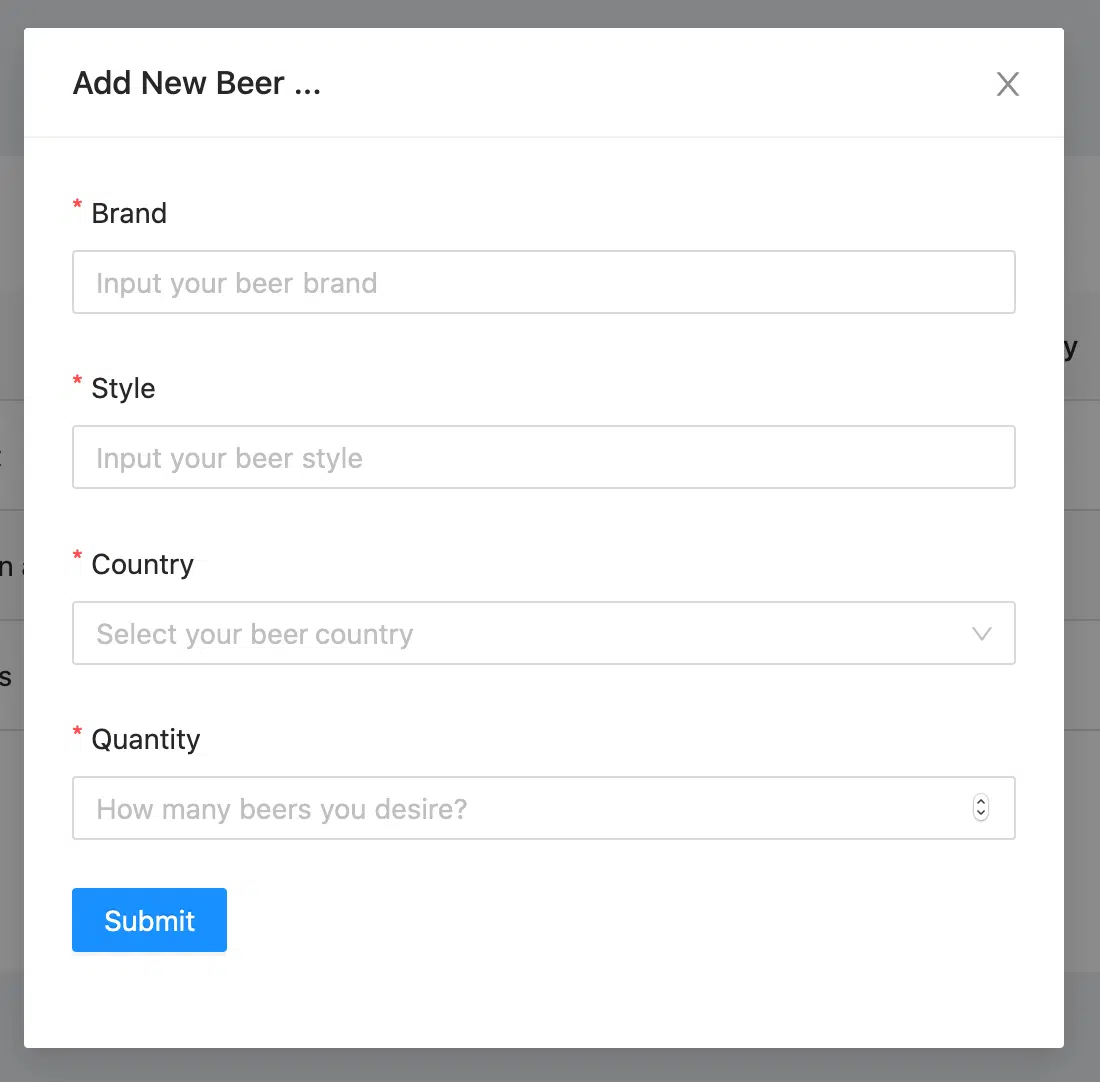 Add New Beer ...
* Brand
Input your beer brand
* Style
Input your beer style
* Country
Select your beer country
* Quantity
How many beers you desire?
Submit
y
n
s